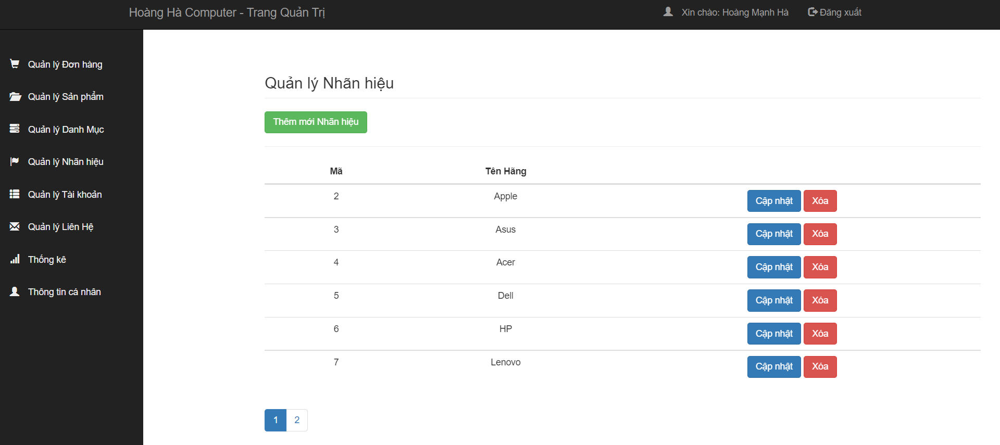 Hoàng Hà Computer - Trang Quản Trị
Xin chào: Hoàng Mạnh Hà
Đăng xuất
Quản lý Đơn hàng
Quản lý Sản phẩm
Quản lý Danh Mục
Quản lý Nhãn hiệu
Quản lý Tài khoản
Quản lý Liên Hệ
Thống kê
Thông tin cá nhân
Quản lý Nhãn hiệu
Thêm mới Nhãn hiệu
Mã Tên Hãng
2 Apple Cập nhật Xóa
3 Asus Cập nhật Xóa
4 Acer Cập nhật Xóa
5 Dell Cập nhật Xóa
6 HP Cập nhật Xóa
7 Lenovo Cập nhật Xóa
1 2